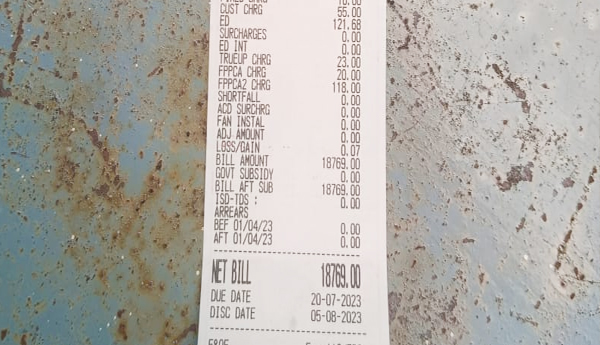 CUST CHRG 55.00
ED 121.68
SURCHARGES 0.00
ED INT 0.00
TRUEUP CHRG 23.00
FPPCA CHRG 20.00
FPPCA2 CHRG 118.00
SHORTFALL 0.00
ACD SURCHRG 0.00
FAN INSTAL 0.00
ADJ AMOUNT 0.00
LOSS/GAIN 0.07
BILL AMOUNT 18769.00
GOVT SUBSIDY 0.00
BILL AFT SUB 18769.00
ISD-TDS : 0.00
ARREARS
BEF 01/04/23 0.00
AFT 01/04/23 0.00
NET BILL 18769.00
DUE DATE 20-07-2023
DISC DATE 05-08-2023